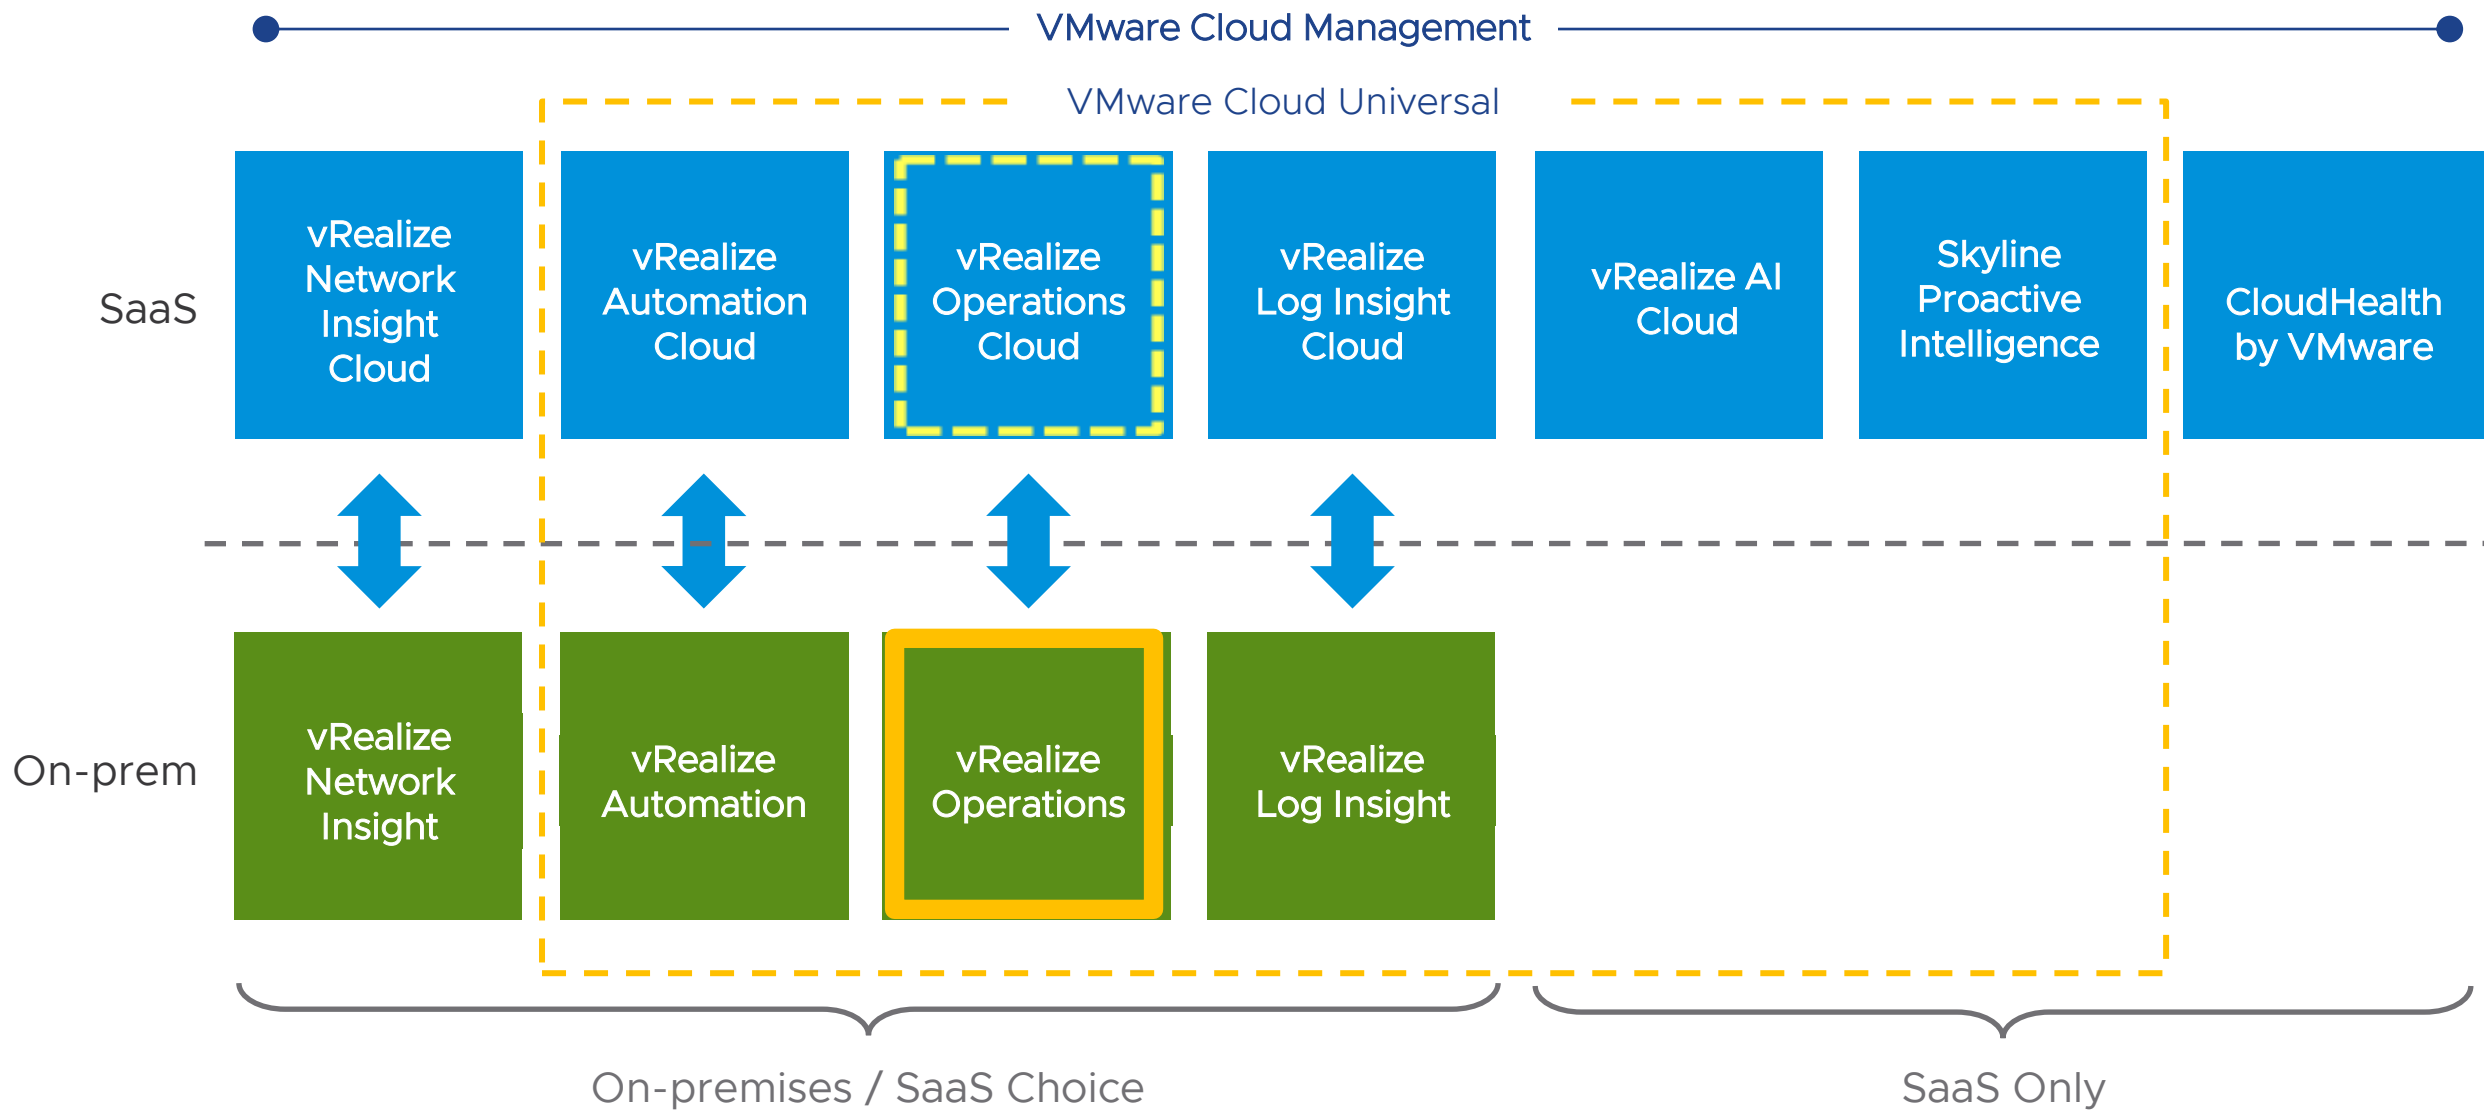 VMware Cloud Management
VMware Cloud Universal
SaaS
vRealize
Network
Insight
Cloud
vRealize
Automation
Cloud
vRealize
Operations
Cloud
vRealize
Log Insight
Cloud
vRealize AI
Cloud
Skyline
Proactive
Intelligence
CloudHealth
by VMware
On-prem
vRealize
Network
Insight
vRealize
Automation
vRealize
Operations
vRealize
Log Insight
On-premises / SaaS Choice
SaaS Only